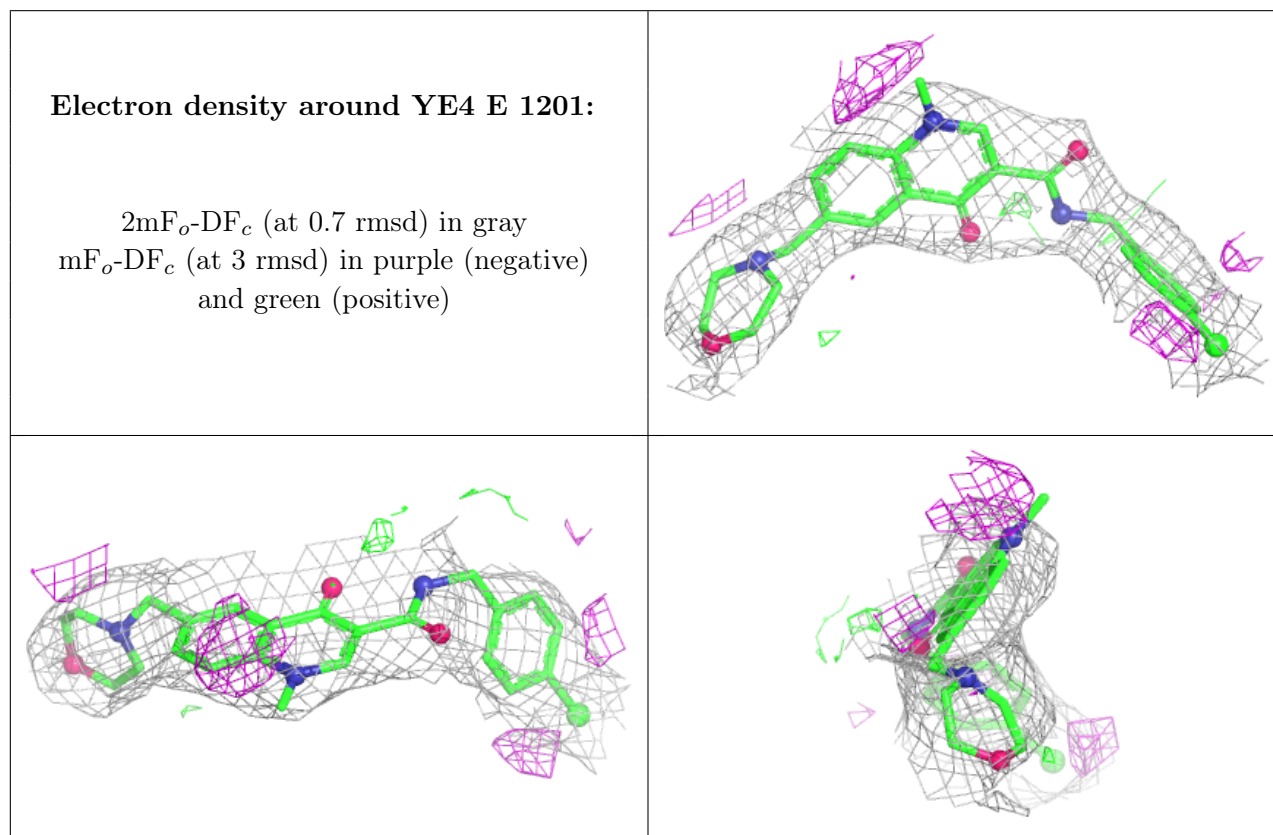 Electron density around YE4 E 1201:
2mFₒ-DF𝒸 (at 0.7 rmsd) in gray
mFₒ-DF𝒸 (at 3 rmsd) in purple (negative)
and green (positive)